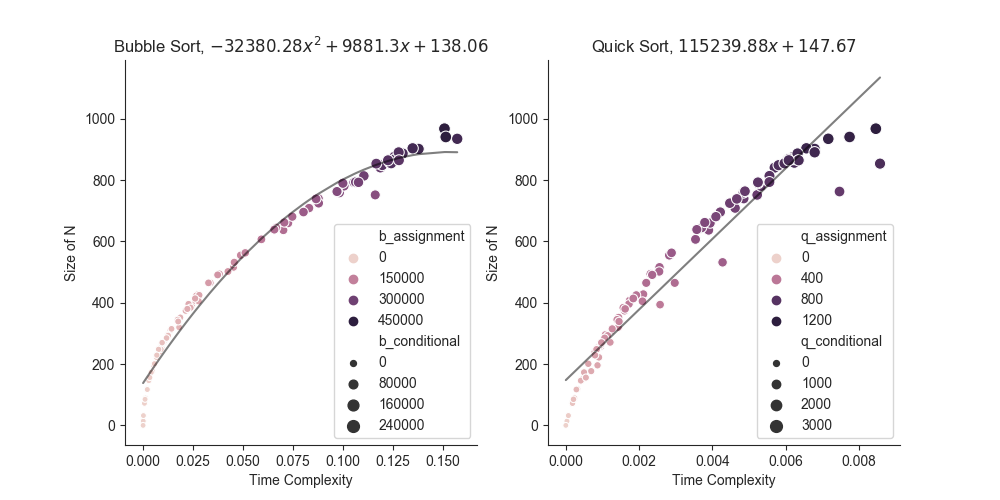 Bubble Sort, −32380.28x² + 9881.3x + 138.06
Size of N
1000
800
600
400
200
0
0.000 0.025 0.050 0.075 0.100 0.125 0.150
Time Complexity
b_assignment
0
150000
300000
450000
b_conditional
0
80000
160000
240000
Quick Sort, 115239.88x + 147.67
Size of N
1000
800
600
400
200
0
0.000 0.002 0.004 0.006 0.008
Time Complexity
q_assignment
0
400
800
1200
q_conditional
0
1000
2000
3000